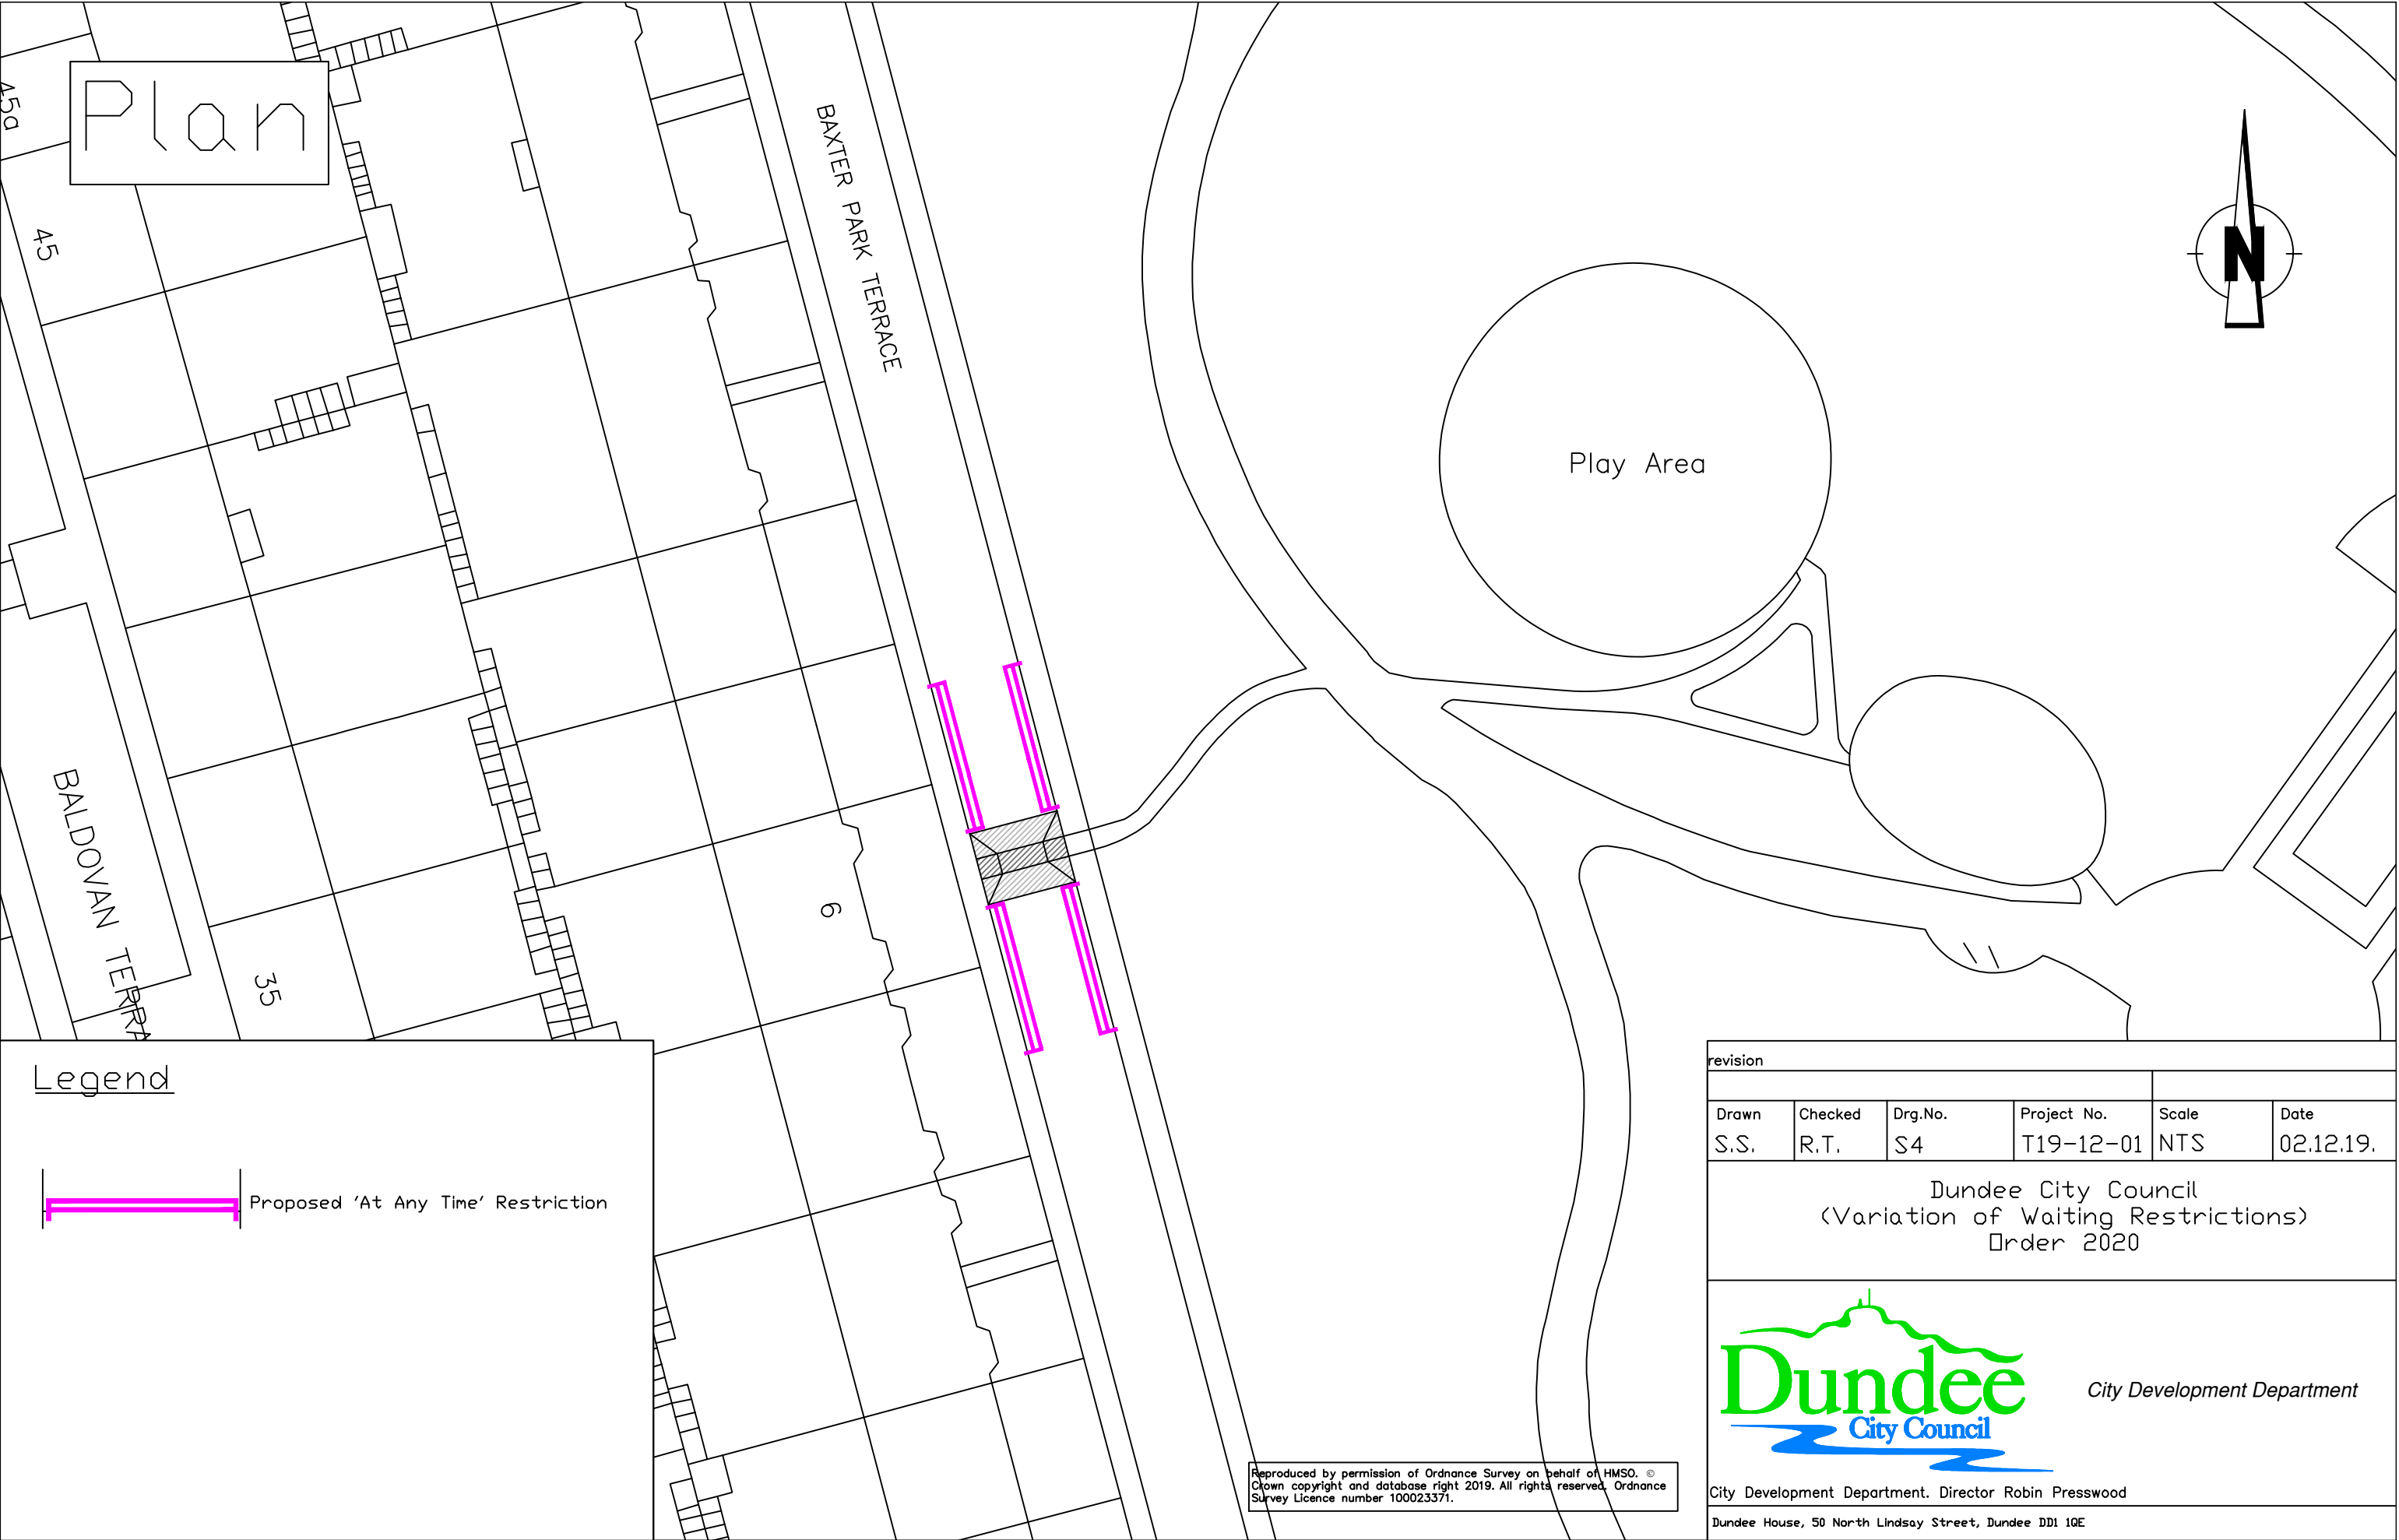 Plan
45a
45
BAXTER PARK TERRACE
N
Play Area
BALDOVAN TERRA
35
6
Legend
Proposed 'At Any Time' Restriction
revision
Drawn Checked Drg.No. Project No. Scale Date
S.S. R.T. S4 T19-12-01 NTS 02.12.19.
Dundee City Council
(Variation of Waiting Restrictions)
Order 2020
Dundee
City Council
City Development Department
City Development Department. Director Robin Presswood
Dundee House, 50 North Lindsay Street, Dundee DD1 1QE
Reproduced by permission of Ordnance Survey on behalf of HMSO. ©
Crown copyright and database right 2019. All rights reserved. Ordnance
Survey Licence number 100023371.